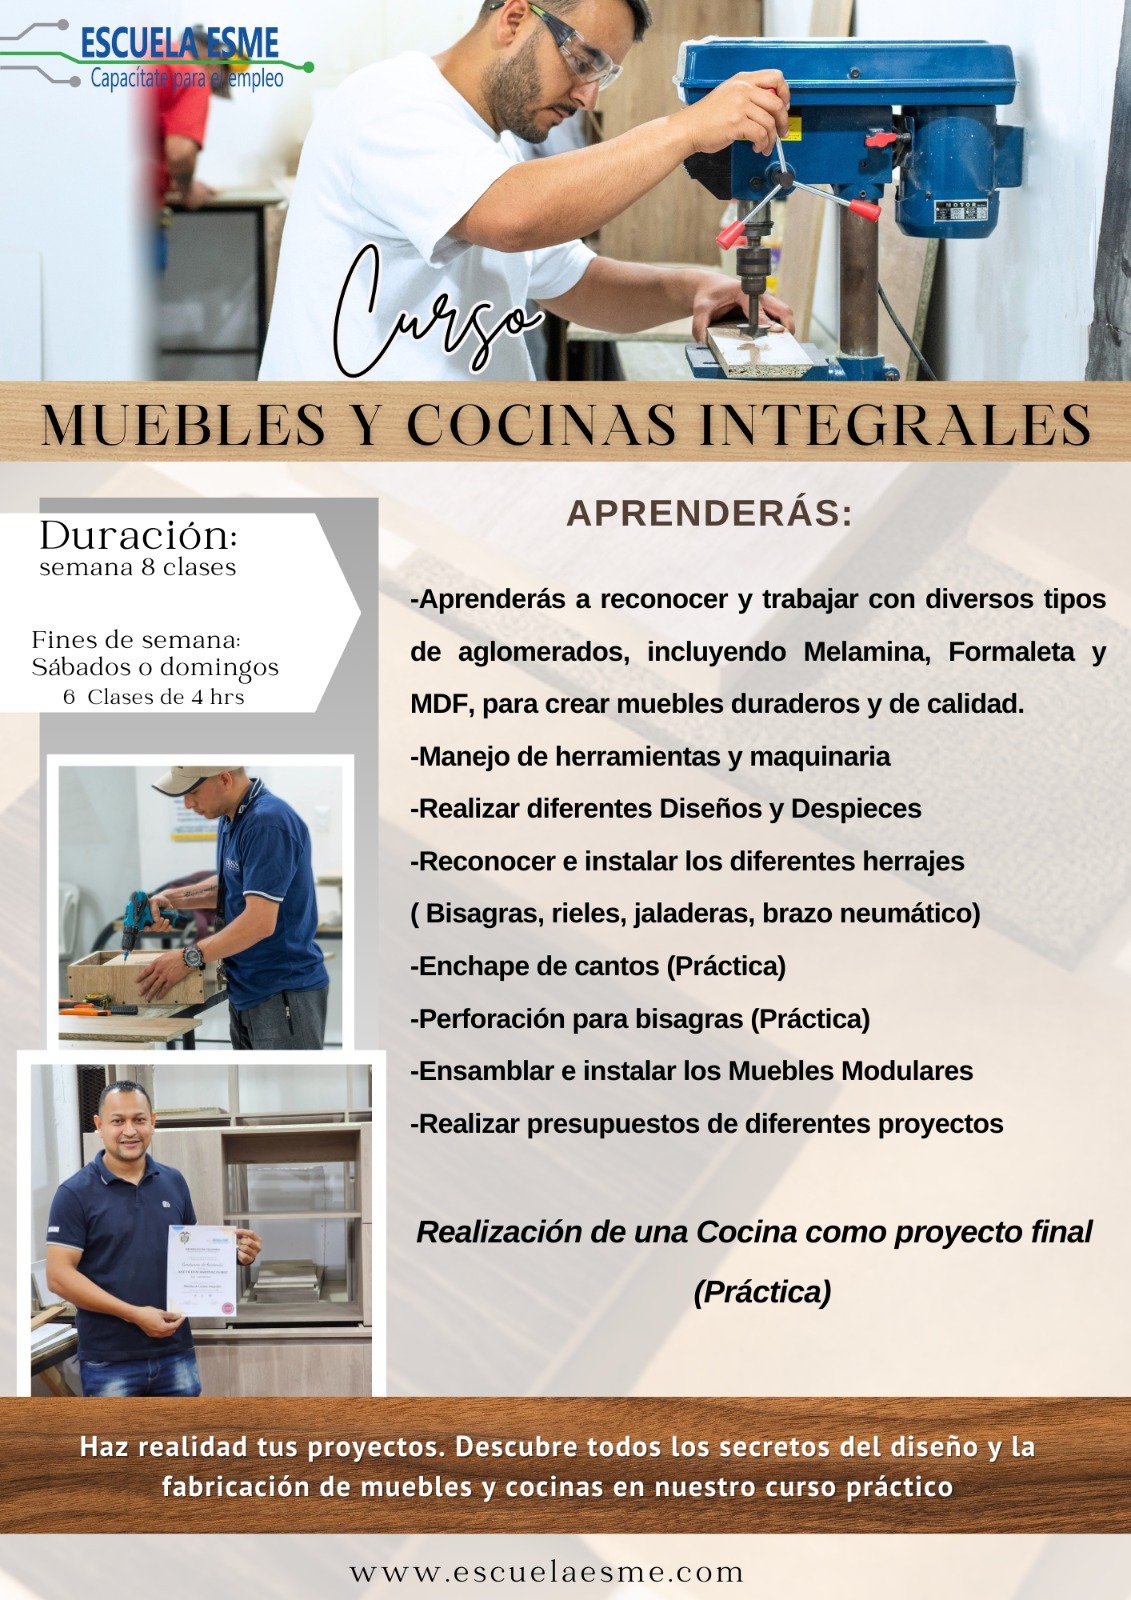 ESCUELA ESME
Capacítate para el empleo
MOTOR
Curso
MUEBLES Y COCINAS INTEGRALES
Duración:
semana 8 clases
Fines de semana:
Sábados o domingos
6 Clases de 4 hrs
APRENDERÁS:
-Aprenderás a reconocer y trabajar con diversos tipos
de aglomerados, incluyendo Melamina, Formaleta y
MDF, para crear muebles duraderos y de calidad.
-Manejo de herramientas y maquinaria
-Realizar diferentes Diseños y Despieces
-Reconocer e instalar los diferentes herrajes
( Bisagras, rieles, jaladeras, brazo neumático)
-Enchape de cantos (Práctica)
-Perforación para bisagras (Práctica)
-Ensamblar e instalar los Muebles Modulares
-Realizar presupuestos de diferentes proyectos
Realización de una Cocina como proyecto final
(Práctica)
Haz realidad tus proyectos. Descubre todos los secretos del diseño y la
fabricación de muebles y cocinas en nuestro curso práctico
www.escuelaesme.com